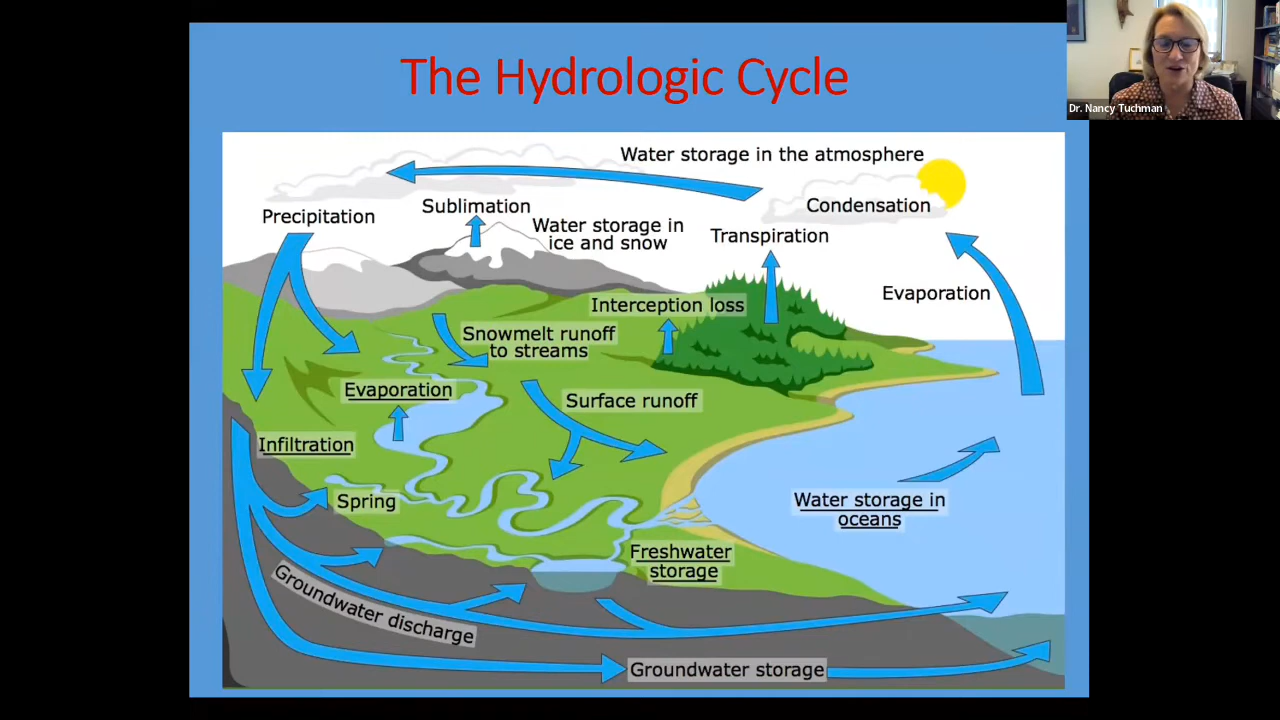 The Hydrologic Cycle
Dr. Nancy Tuchman
Water storage in the atmosphere
Precipitation
Sublimation
Water storage in
ice and snow
Condensation
Transpiration
Evaporation
Interception loss
Snowmelt runoff
to streams
Evaporation
Surface runoff
Infiltration
Spring
Water storage in
oceans
Freshwater
storage
Groundwater discharge
Groundwater storage